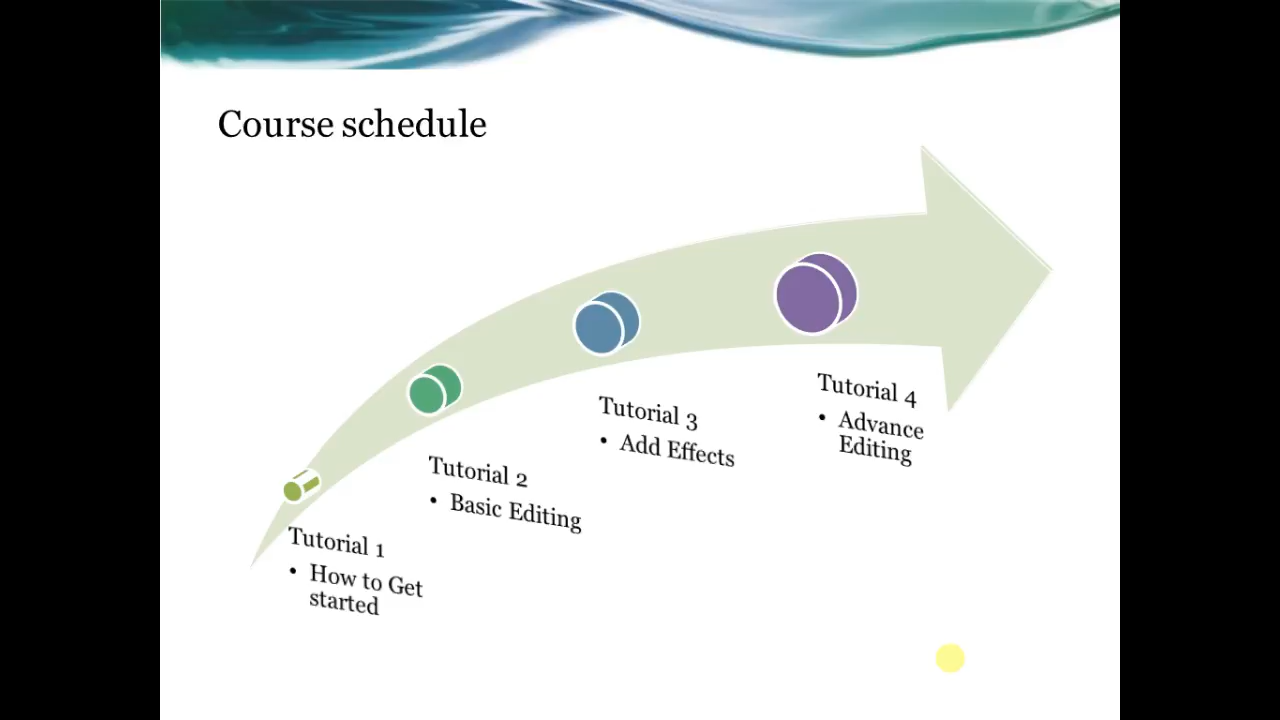 Course schedule
Tutorial 1
• How to Get
started
Tutorial 2
• Basic Editing
Tutorial 3
• Add Effects
Tutorial 4
• Advance
Editing